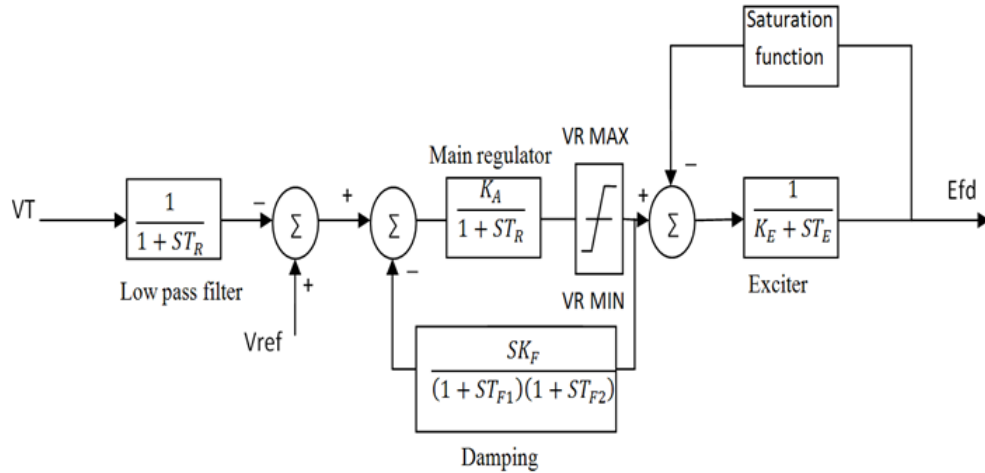 Saturation
function
VR MAX
Main regulator
VT
1
1 + ST_R
−
Σ
+
Σ
K_A
1 + ST_R
+
−
Σ
1
K_E + ST_E
Efd
Low pass filter
+
−
VR MIN
Exciter
Vref
SK_F
(1 + ST_F1)(1 + ST_F2)
Damping